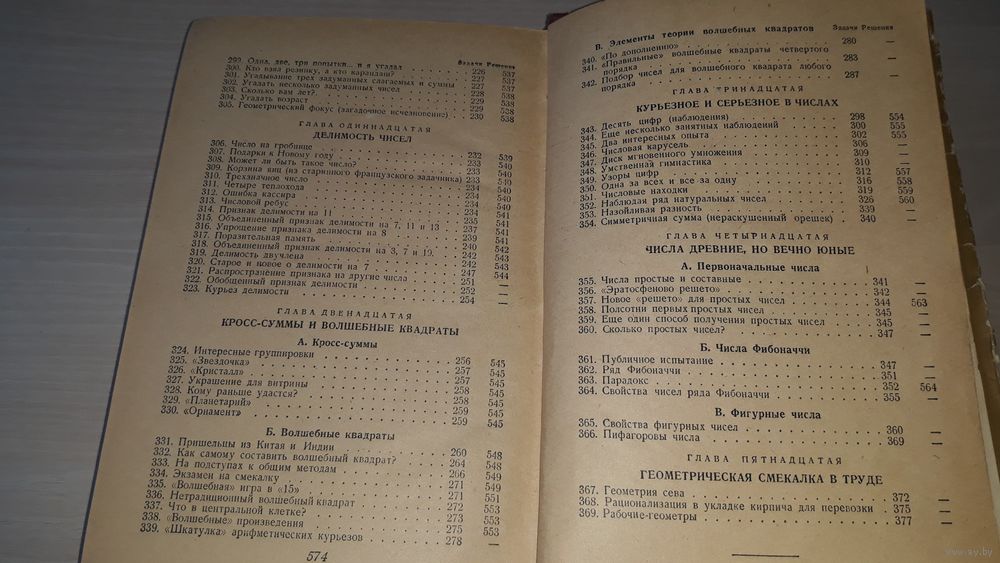 Задачи Решения
299. Одна, две, три попытки... и я угадал 226 537
300. Кто взял резинку, а кто карандаш? 227 537
301. Угадывание трех задуманных слагаемых и суммы 227 537
302. Угадать несколько задуманных чисел 228 538
303. Сколько вам лет? 229 538
304. Угадать возраст 229 538
305. Геометрический фокус (загадочное исчезновение) 230 538
ГЛАВА ОДИННАДЦАТАЯ
ДЕЛИМОСТЬ ЧИСЕЛ
306. Число на гробнице 232 539
307. Подарки к Новому году 233 540
308. Может ли быть такое число? 233 540
309. Корзина яиц (из старинного французского задачника) 233 540
310. Трехзначное число 234 540
311. Четыре теплохода 234 540
312. Ошибка кассира 234 540
313. Числовой ребус 234 541
314. Признак делимости на 11 235 541
315. Объединенный признак делимости на 7, 11 и 13 237 541
316. Упрощение признака делимости на 8 239 541
317. Поразительная память 240 542
318. Объединенный признак делимости на 3, 7 и 19 242 543
319. Делимость двучлена 242 543
320. Старое и новое о делимости на 7 247 544
321. Распространение признака на другие числа 251 —
322. Обобщенный признак делимости 252 —
323. Курьез делимости 254 —
ГЛАВА ДВЕНАДЦАТАЯ
КРОСС-СУММЫ И ВОЛШЕБНЫЕ КВАДРАТЫ
А. Кросс-суммы
324. Интересные группировки 256 545
325. «Звездочка» 257 545
326. «Кристалл» 257 545
327. Украшение для витрины 258 545
328. Кому раньше удастся? 258 545
329. «Планетарий» 259 545
330. «Орнамент» 259 545
Б. Волшебные квадраты
331. Пришельцы из Китая и Индии 260 548
332. Как самому составить волшебный квадрат? 264 548
333. На подступах к общим методам 266 549
334. Экзамен на смекалку 271 549
335. «Волшебная» игра в «15» 271 551
336. Нетрадиционный волшебный квадрат 272 553
337. Что в центральной клетке? 273 553
338. «Волшебные» произведения 275 553
339. «Шкатулка» арифметических курьезов 278 —
574
Задачи Решения
В. Элементы теории волшебных квадратов
340. «По дополнению» 280 —
341. «Правильные» волшебные квадраты четвертого
порядка 283 —
342. Подбор чисел для волшебного квадрата любого
порядка 287 —
ГЛАВА ТРИНАДЦАТАЯ
КУРЬЕЗНОЕ И СЕРЬЕЗНОЕ В ЧИСЛАХ
343. Десять цифр (наблюдения) 298 554
344. Еще несколько занятных наблюдений 300 555
345. Два интересных опыта 302 555
346. Числовая карусель 306 —
347. Диск мгновенного умножения 309 —
348. Умственная гимнастика 310 —
349. Узоры цифр 312 557
350. Одна за всех и все за одну 316 558
351. Числовые находки 319 559
352. Наблюдая ряд натуральных чисел 326 560
353. Назойливая разность 339 —
354. Симметричная сумма (нераскушенный орешек) 340 —
ГЛАВА ЧЕТЫРНАДЦАТАЯ
ЧИСЛА ДРЕВНИЕ, НО ВЕЧНО ЮНЫЕ
А. Первоначальные числа
355. Числа простые и составные 341 —
356. «Эратосфеново решето» 342 —
357. Новое «решето» для простых чисел 344 563
358. Полсотни первых простых чисел 345 —
359. Еще один способ получения простых чисел 345 —
360. Сколько простых чисел? 347 —
Б. Числа Фибоначчи
361. Публичное испытание 347 —
362. Ряд Фибоначчи 351 —
363. Парадокс 352 564
364. Свойства чисел ряда Фибоначчи 355 —
В. Фигурные числа
365. Свойства фигурных чисел 360 —
366. Пифагоровы числа 369 —
ГЛАВА ПЯТНАДЦАТАЯ
ГЕОМЕТРИЧЕСКАЯ СМЕКАЛКА В ТРУДЕ
367. Геометрия сева 372 —
368. Рационализация в укладке кирпича для перевозки 375 —
369. Рабочие-геометры 377 —
www.ay.by